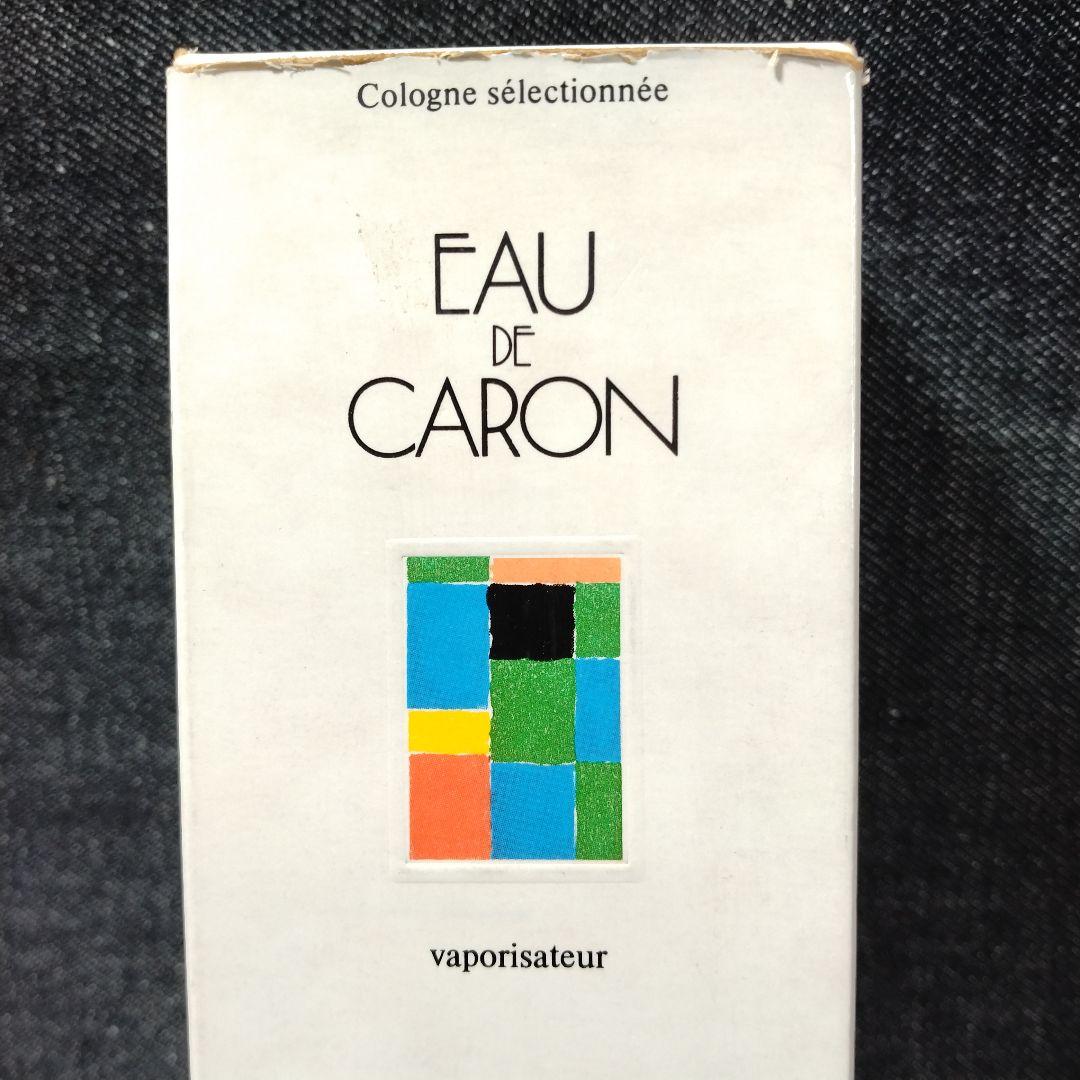 Cologne sélectionnée
EAU
DE
CARON
vaporisateur